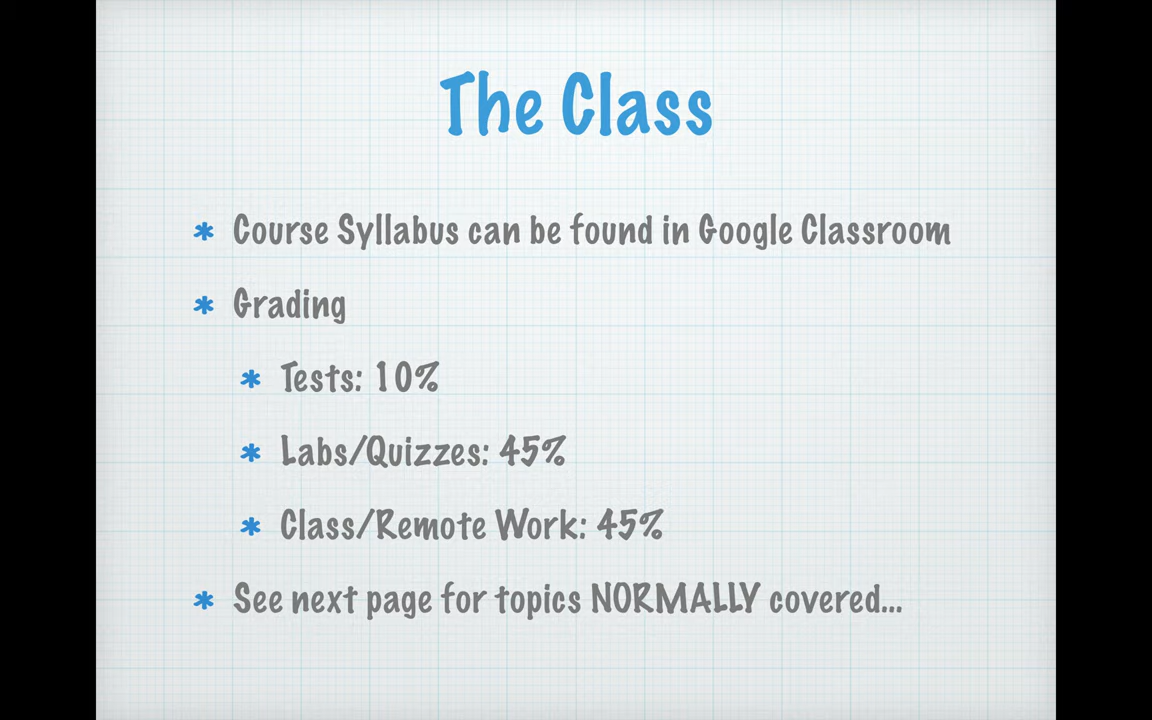 The Class
* Course Syllabus can be found in Google Classroom
* Grading
* Tests: 10%
* Labs/Quizzes: 45%
* Class/Remote Work: 45%
* See next page for topics NORMALLY covered...